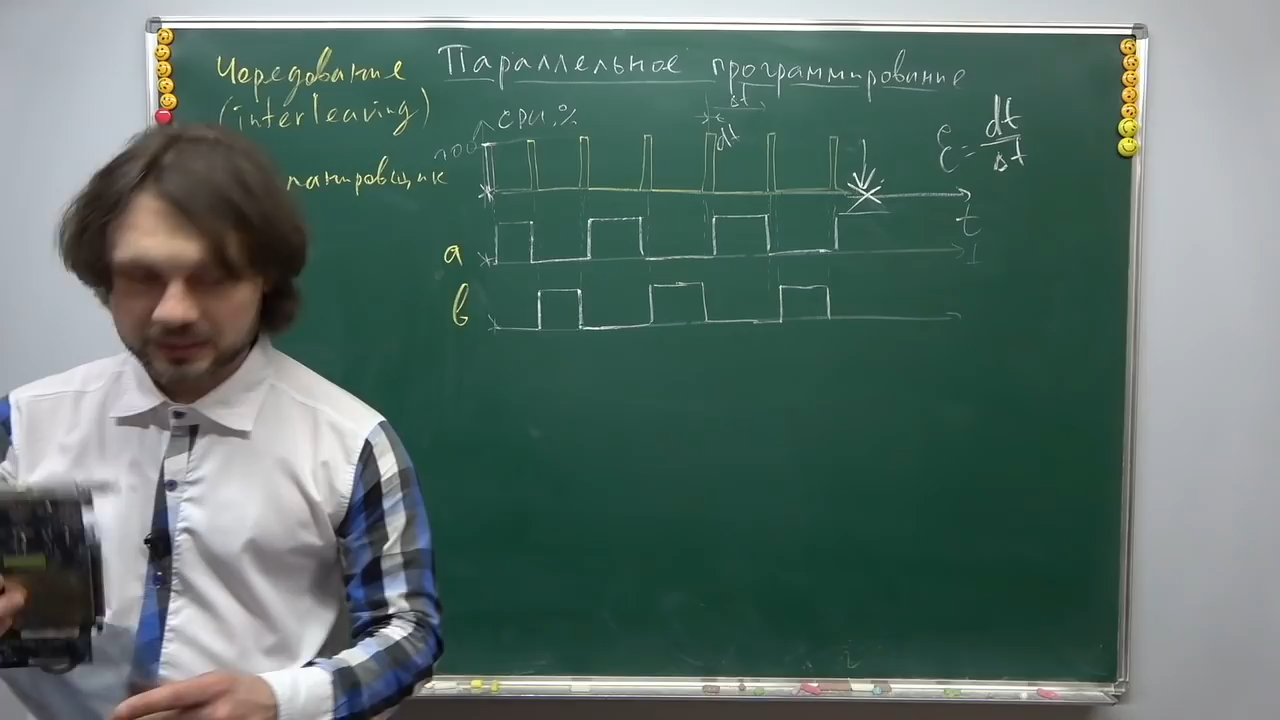 Параллельное программирование
Чередование
(interleaving)
CPU, %
100
Δt
dt
ε = dt/Δt
t
a
t
b